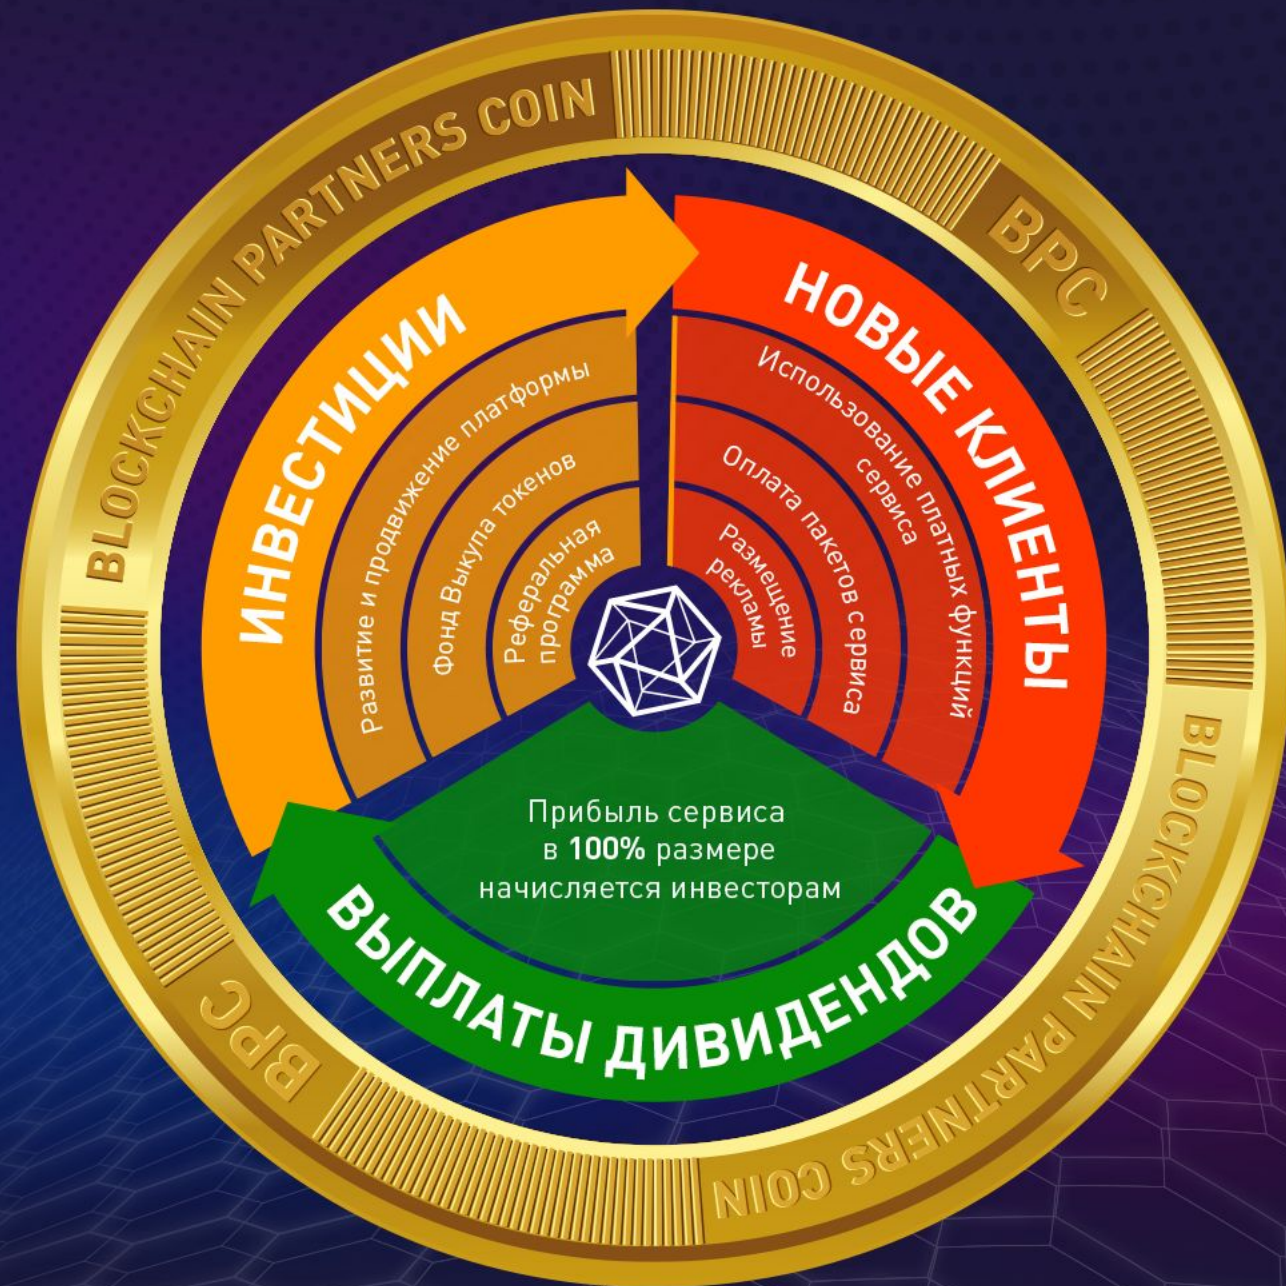 BLOCKCHAIN PARTNERS COIN
BPC
ИНВЕСТИЦИИ
Развитие и продвижение платформы
Фонд Выкупа токенов
Реферальная
программа
НОВЫЕ КЛИЕНТЫ
Использование платных функций
сервиса
Оплата пакетов сервиса
Размещение
рекламы
Прибыль сервиса
в 100% размере
начисляется инвесторам
ВЫПЛАТЫ ДИВИДЕНДОВ
BLOCKCHAIN PARTNERS COIN
BPC